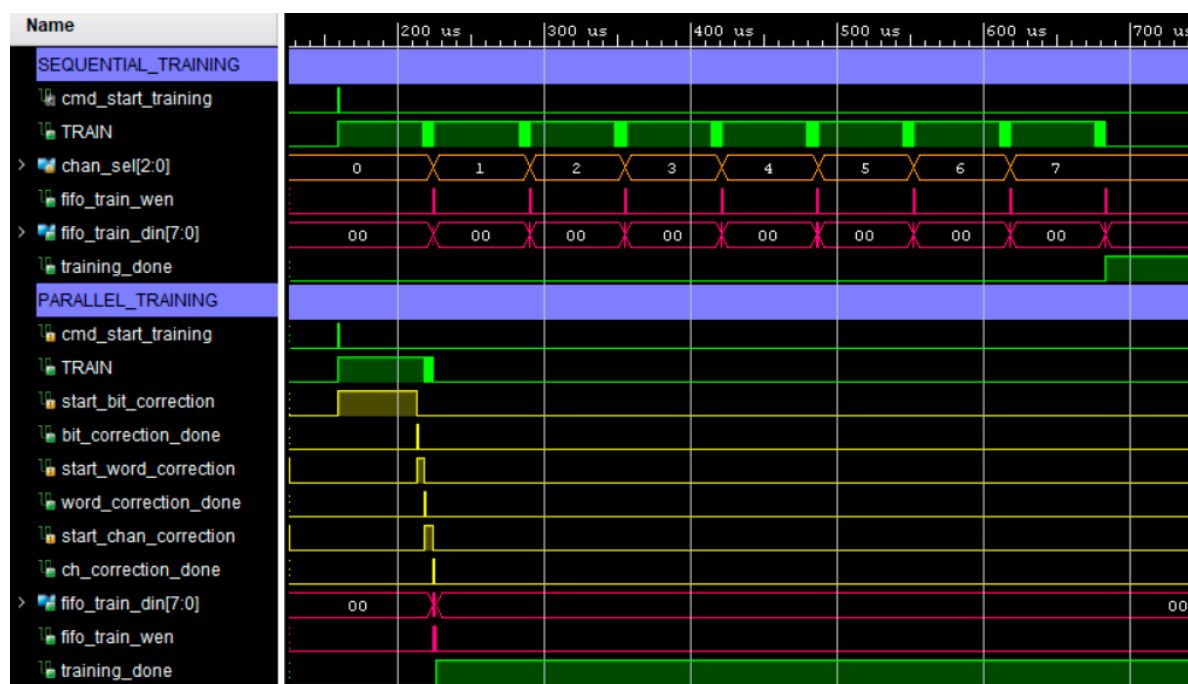 Name
200 us 300 us 400 us 500 us 600 us 700 us
SEQUENTIAL_TRAINING
cmd_start_training
TRAIN
> chan_sel[2:0] 0 1 2 3 4 5 6 7
fifo_train_wen
> fifo_train_din[7:0] 00 00 00 00 00 00 00 00
training_done
PARALLEL_TRAINING
cmd_start_training
TRAIN
start_bit_correction
bit_correction_done
start_word_correction
word_correction_done
start_chan_correction
ch_correction_done
> fifo_train_din[7:0] 00 00
fifo_train_wen
training_done